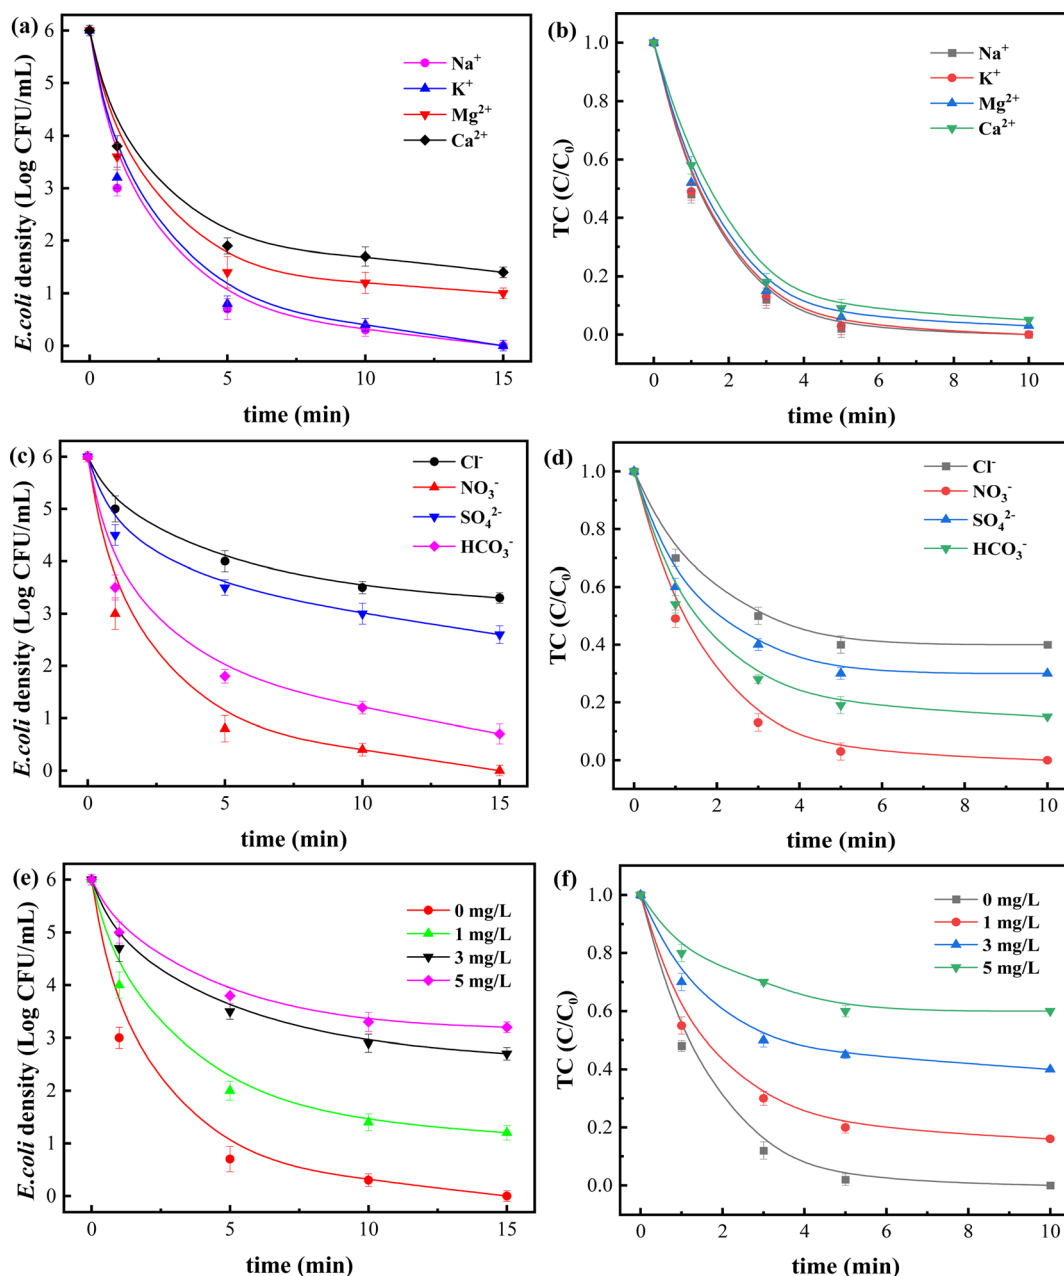 (a)
E.coli density (Log CFU/mL)
6
5
4
3
2
1
0
Na⁺
K⁺
Mg²⁺
Ca²⁺
0 5 10 15
time (min)
(b)
TC (C/C₀)
1.0
0.8
0.6
0.4
0.2
0.0
Na⁺
K⁺
Mg²⁺
Ca²⁺
0 2 4 6 8 10
time (min)
(c)
E.coli density (Log CFU/mL)
6
5
4
3
2
1
0
Cl⁻
NO₃⁻
SO₄²⁻
HCO₃⁻
0 5 10 15
time (min)
(d)
TC (C/C₀)
1.0
0.8
0.6
0.4
0.2
0.0
Cl⁻
NO₃⁻
SO₄²⁻
HCO₃⁻
0 2 4 6 8 10
time (min)
(e)
E.coli density (Log CFU/mL)
6
5
4
3
2
1
0
0 mg/L
1 mg/L
3 mg/L
5 mg/L
0 5 10 15
time (min)
(f)
TC (C/C₀)
1.0
0.8
0.6
0.4
0.2
0.0
0 mg/L
1 mg/L
3 mg/L
5 mg/L
0 2 4 6 8 10
time (min)